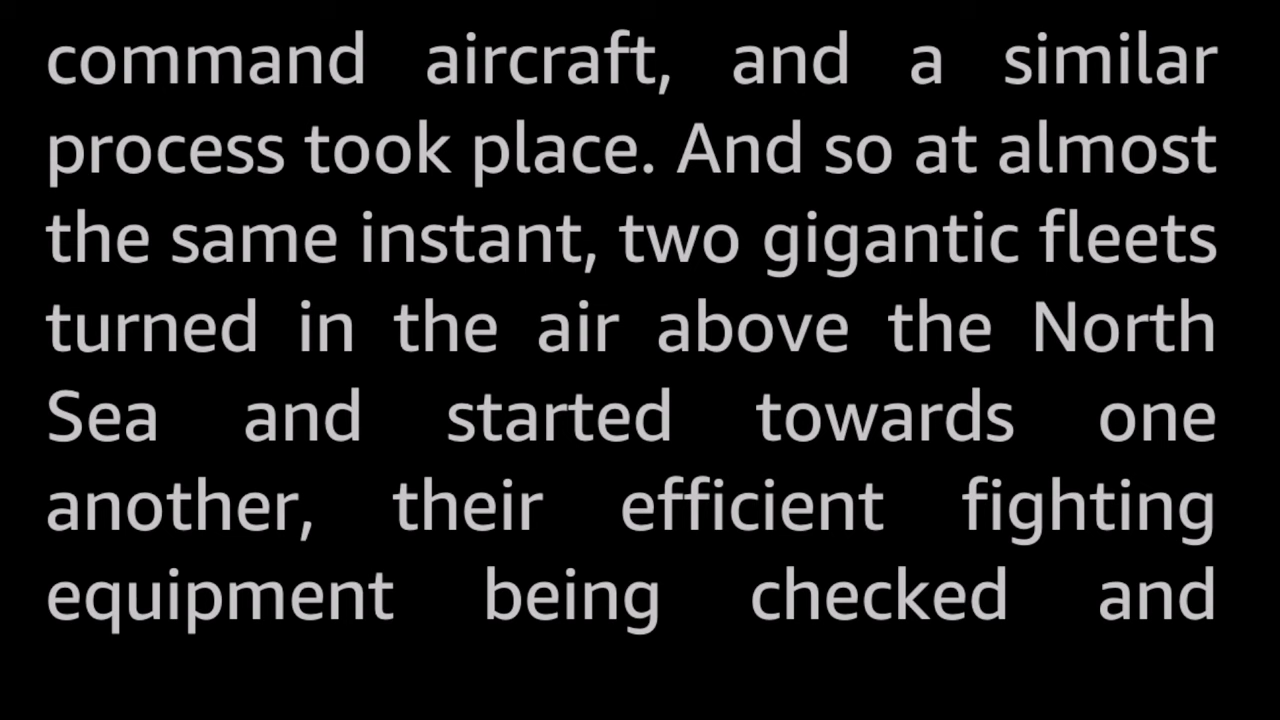 command aircraft, and a similar
process took place. And so at almost
the same instant, two gigantic fleets
turned in the air above the North
Sea and started towards one
another, their efficient fighting
equipment being checked and